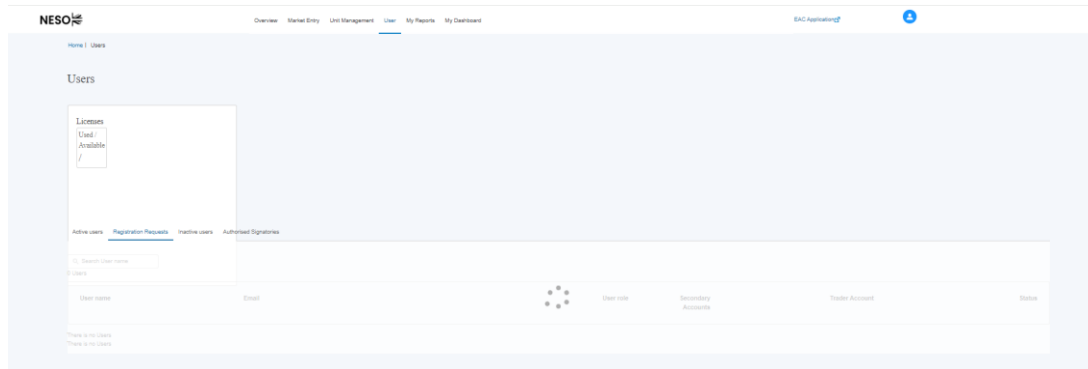 NESO
Overview Market Entry Unit Management User My Reports My Dashboard
EAC Application
Home | Users
Users
Licenses
Used /
Available
/
Active users Registration Requests Inactive users Authorised Signatories
Search User name
0 Users
User name Email User role Secondary Accounts Trader Account Status
There is no Users
There is no Users